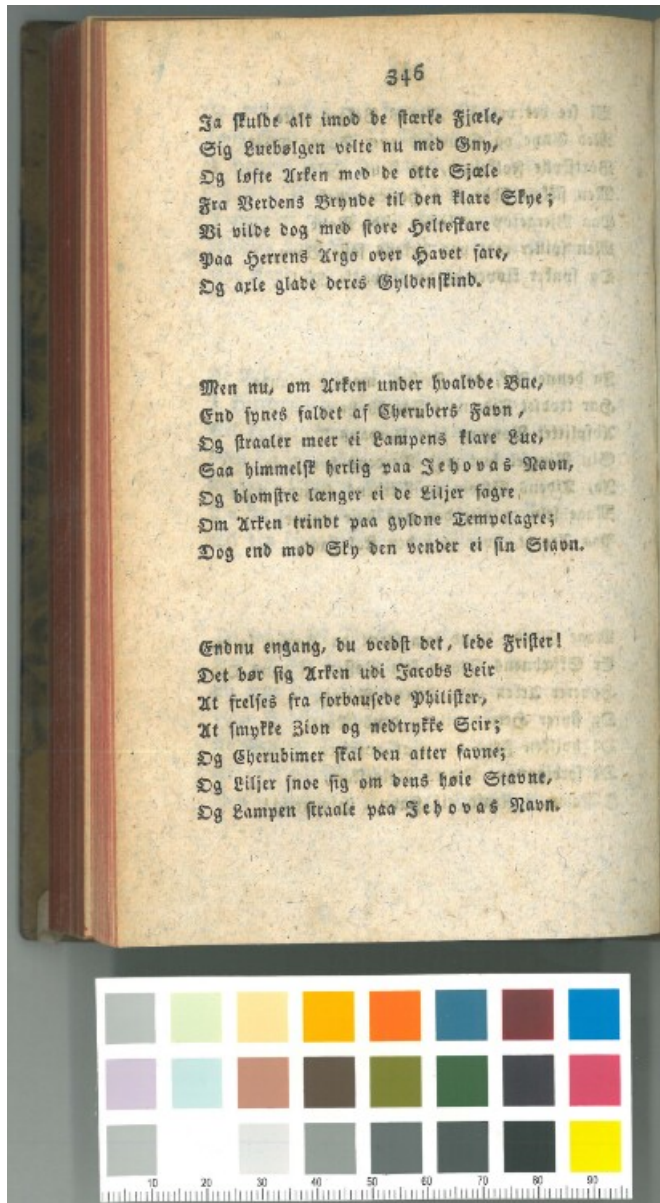 346
Ja skulde alt imod de stærke Fjæle,
Sig Luebølgen velte nu med Gny,
Og løfte Arken med de otte Sjæle
Fra Verdens Brynde til den klare Skye;
Vi vilde dog med store Helteskare
Paa Herrens Argo over Havet fare,
Og axle glade deres Gyldenskind.
Men nu, om Arken under hvalvde Bue,
End synes faldet af Cherubers Favn,
Og straaler meer ei Lampens klare Lue,
Saa himmelsk herlig paa Jehovas Navn,
Og blomstre længer ei de Liljer fagre
Om Arken trindt paa gyldne Tempelagre;
Dog end mod Sky den vender ei sin Stavn.
Endnu engang, du veedst det, lede Frister!
Det bør sig Arken udi Jacobs Leir
At frelses fra forbausede Philister,
At smykke Zion og nedtrykke Seir;
Og Cherubimer skal den atter favne;
Og Liljer snoe sig om dens høie Stavne,
Og Lampen straale paa Jehovas Navn.
10 20 30 40 50 60 70 80 90